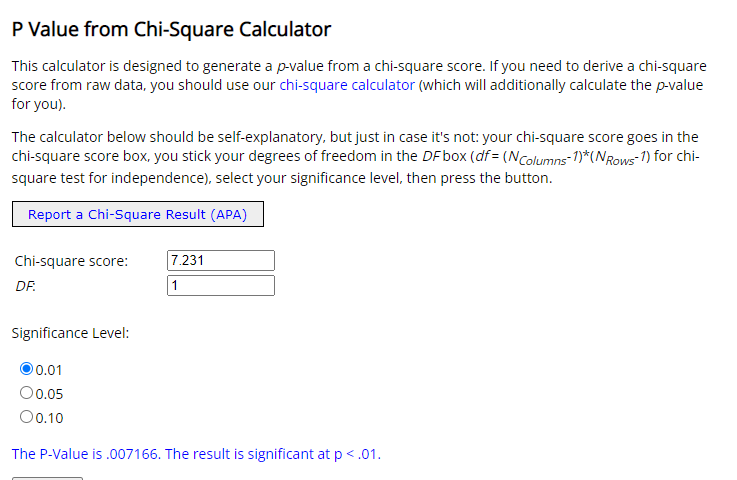 P Value from Chi-Square Calculator
This calculator is designed to generate a p-value from a chi-square score. If you need to derive a chi-square
score from raw data, you should use our chi-square calculator (which will additionally calculate the p-value
for you).
The calculator below should be self-explanatory, but just in case it's not: your chi-square score goes in the
chi-square score box, you stick your degrees of freedom in the DF box (df = (NColumns-1)*(NRows-1) for chi-
square test for independence), select your significance level, then press the button.
Report a Chi-Square Result (APA)
Chi-square score: 7.231
DF: 1
Significance Level:
0.01
0.05
0.10
The P-Value is .007166. The result is significant at p < .01.